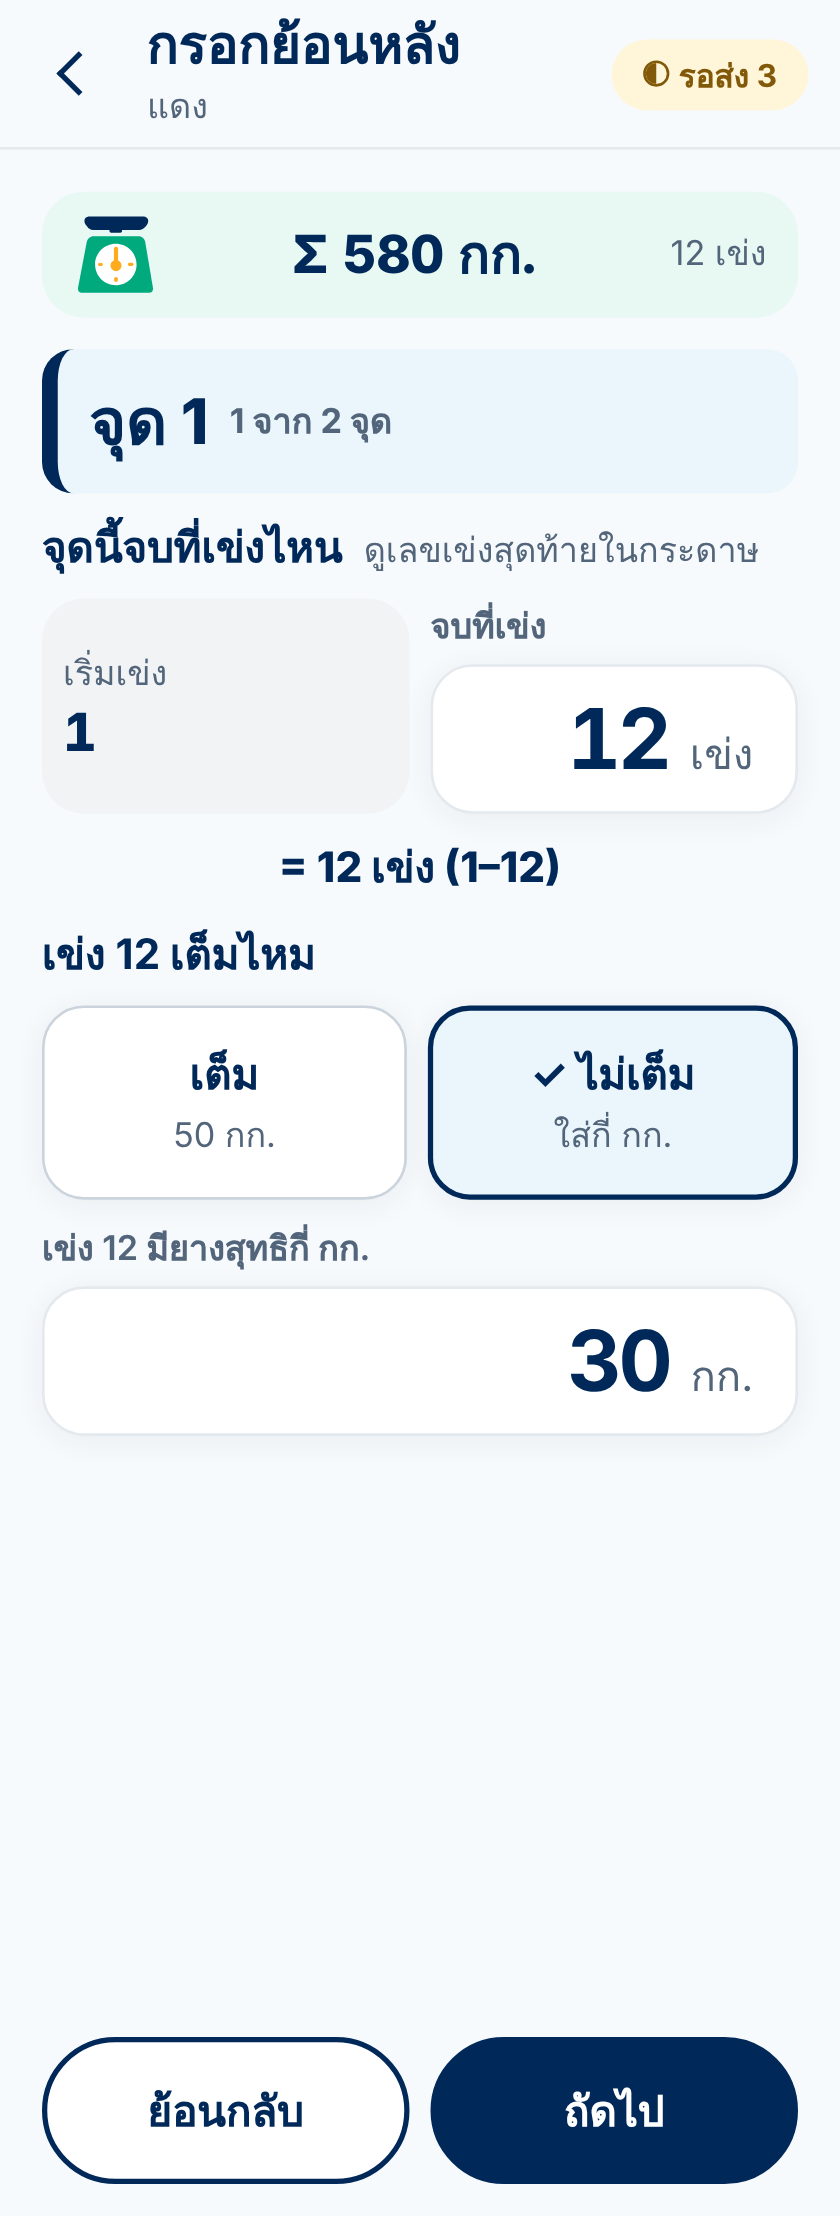 กรอกย้อนหลัง
แดง
รอส่ง 3
Σ 580 กก.
12 เข่ง
จุด 1 1 จาก 2 จุด
จุดนี้จบที่เข่งไหน ดูเลขเข่งสุดท้ายในกระดาษ
เริ่มเข่ง
1
จบที่เข่ง
12 เข่ง
= 12 เข่ง (1–12)
เข่ง 12 เต็มไหม
เต็ม
50 กก.
✓ ไม่เต็ม
ใส่กี่ กก.
เข่ง 12 มียางสุทธิกี่ กก.
30 กก.
ย้อนกลับ
ถัดไป